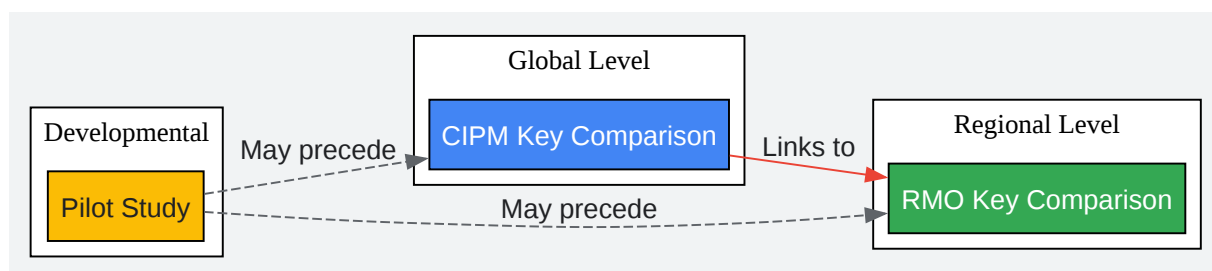 Developmental
Pilot Study
May precede
Global Level
CIPM Key Comparison
May precede
Links to
Regional Level
RMO Key Comparison